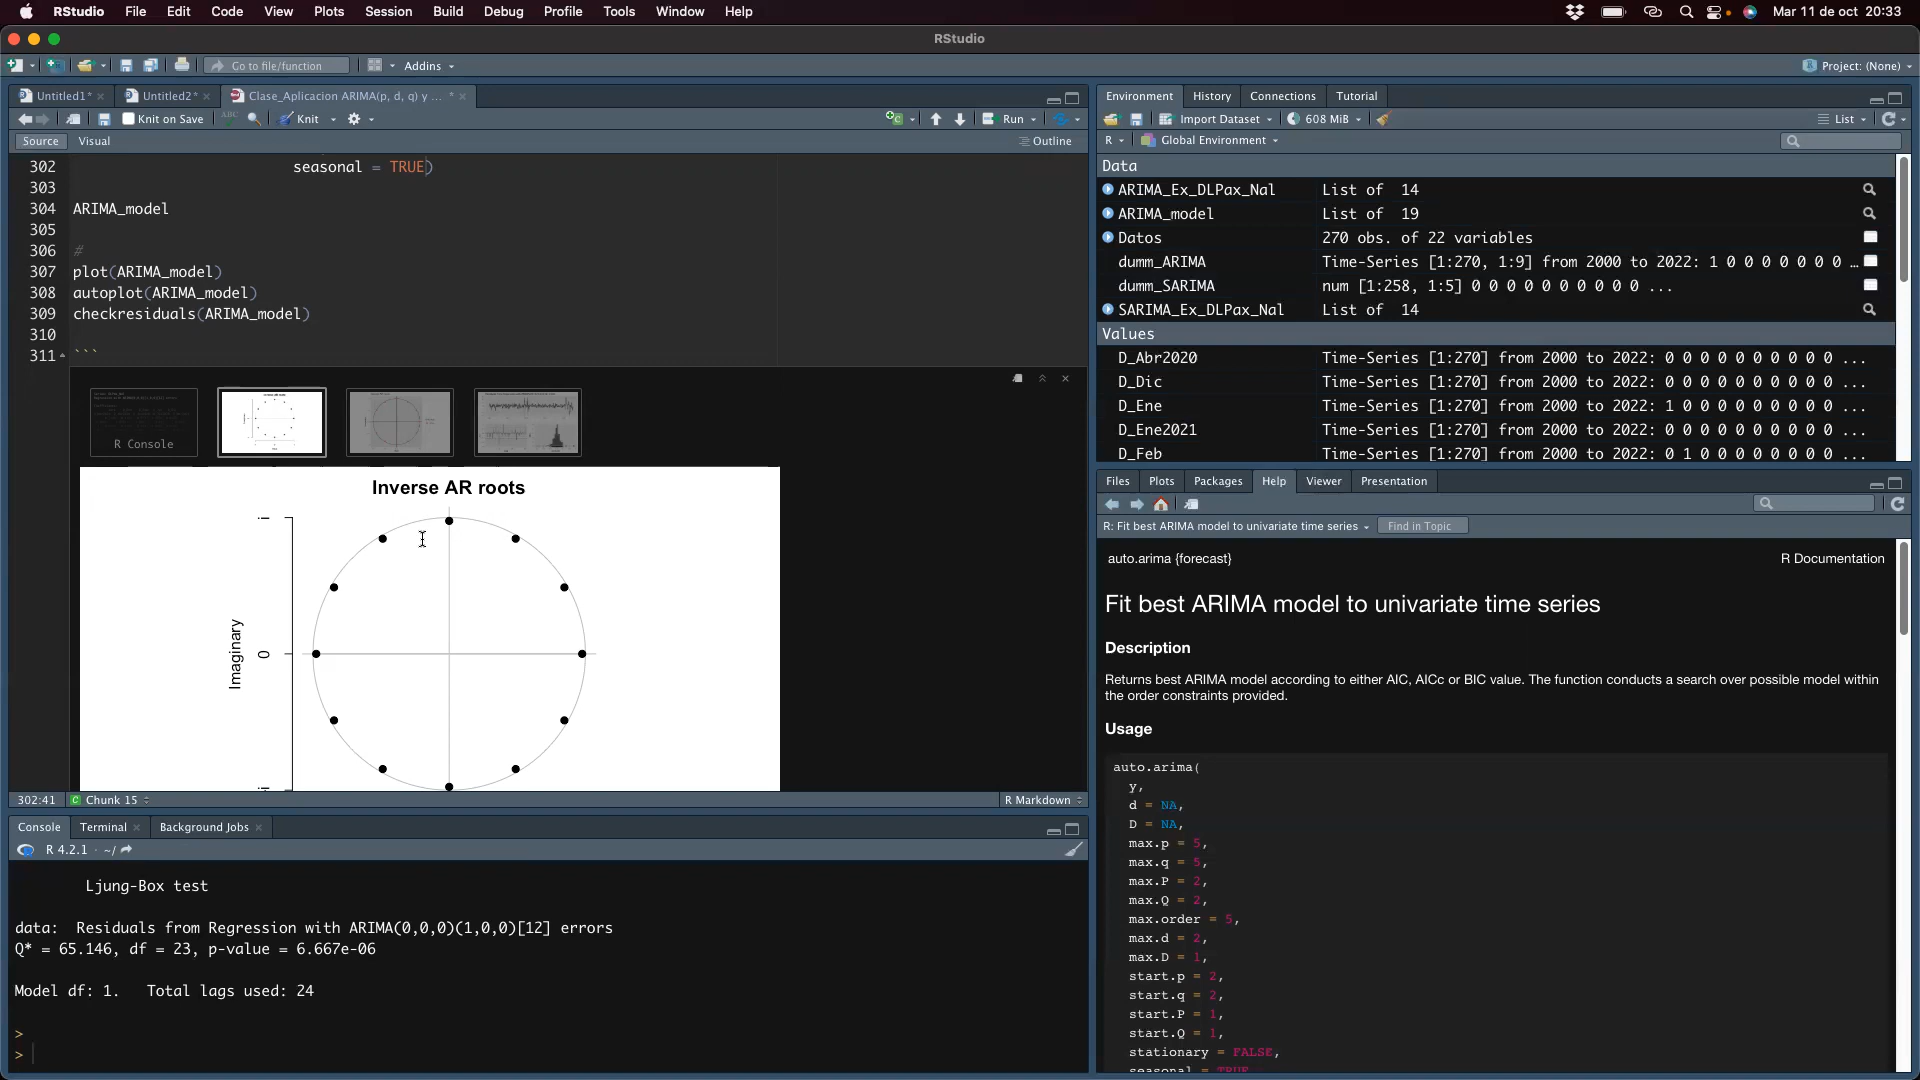 RStudio File Edit Code View Plots Session Build Debug Profile Tools Window Help Mar 11 de oct 20:33
RStudio
Go to file/function Addins Project: (None)
Untitled1* Untitled2* Clase_Aplicacion ARIMA(p, d, q) y ... *
Knit on Save Knit Run
Source Visual Outline
302 seasonal = TRUE)
303
304 ARIMA_model
305
306 #
307 plot(ARIMA_model)
308 autoplot(ARIMA_model)
309 checkresiduals(ARIMA_model)
310
311 ```
R Console
Inverse AR roots
Imaginary
i
0
302:41 Chunk 15 R Markdown
Console Terminal Background Jobs
R 4.2.1 · ~/
Ljung-Box test
data: Residuals from Regression with ARIMA(0,0,0)(1,0,0)[12] errors
Q* = 65.146, df = 23, p-value = 6.667e-06
Model df: 1. Total lags used: 24
>
>
Environment History Connections Tutorial
Import Dataset 608 MiB List
R Global Environment
Data
ARIMA_Ex_DLPax_Nal List of 14
ARIMA_model List of 19
Datos 270 obs. of 22 variables
dumm_ARIMA Time-Series [1:270, 1:9] from 2000 to 2022: 1 0 0 0 0 0 0 0 ...
dumm_SARIMA num [1:258, 1:5] 0 0 0 0 0 0 0 0 0 0 ...
SARIMA_Ex_DLPax_Nal List of 14
Values
D_Abr2020 Time-Series [1:270] from 2000 to 2022: 0 0 0 0 0 0 0 0 0 0 ...
D_Dic Time-Series [1:270] from 2000 to 2022: 0 0 0 0 0 0 0 0 0 0 ...
D_Ene Time-Series [1:270] from 2000 to 2022: 1 0 0 0 0 0 0 0 0 0 ...
D_Ene2021 Time-Series [1:270] from 2000 to 2022: 0 0 0 0 0 0 0 0 0 0 ...
D_Feb Time-Series [1:270] from 2000 to 2022: 0 1 0 0 0 0 0 0 0 0 ...
Files Plots Packages Help Viewer Presentation
R: Fit best ARIMA model to univariate time series Find in Topic
auto.arima {forecast} R Documentation
Fit best ARIMA model to univariate time series
Description
Returns best ARIMA model according to either AIC, AICc or BIC value. The function conducts a search over possible model within
the order constraints provided.
Usage
auto.arima(
y,
d = NA,
D = NA,
max.p = 5,
max.q = 5,
max.P = 2,
max.Q = 2,
max.order = 5,
max.d = 2,
max.D = 1,
start.p = 2,
start.q = 2,
start.P = 1,
start.Q = 1,
stationary = FALSE,
seasonal = TRUE